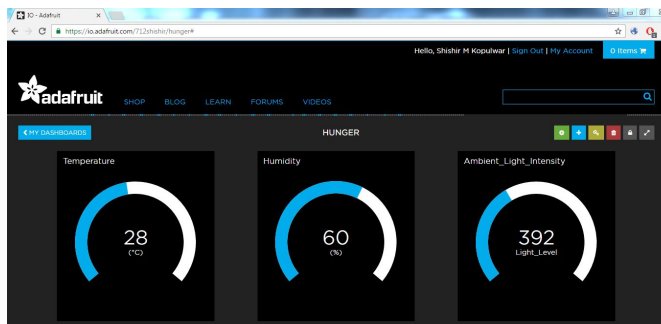 IO - Adafruit
https://io.adafruit.com/712shishir/hunger#
Hello, Shishir M Kopulwar | Sign Out | My Account 0 Items
adafruit SHOP BLOG LEARN FORUMS VIDEOS
MY DASHBOARDS HUNGER
Temperature Humidity Ambient_Light_Intensity
28 60 392
(°C) (%) Light_Level